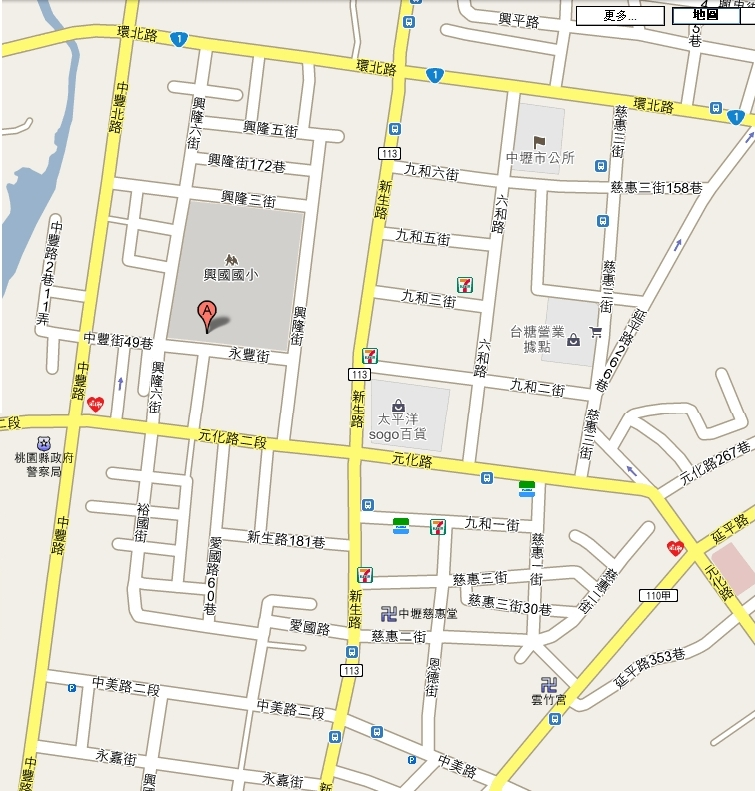 興平路
更多...
地圖
5巷
環北路
1
環北路
1
環北路
1
中豐北路
興隆六街
興隆五街
113
新生路
慈惠三街
中壢市公所
興隆街172巷
九和六街
慈惠三街158巷
興隆三街
六和路
九和五街
中豐路2巷11弄
興國國小
慈惠三街
九和三街
A
興隆街
延平路266巷
台糖營業
據點
中豐街49巷
永豐街
六和路
中豐路
興隆六街
113
新生路
九和二街
慈惠三街
太平洋
sogo百貨
二段
元化路二段
元化路
桃園縣政府
警察局
元化路267巷
裕國街
中豐路
新生路181巷
九和一街
延平路
愛國路60巷
慈惠一街
慈惠三街
慈惠二街
元化路
新生路
慈惠三街30巷
110甲
中壢慈惠堂
愛國路
慈惠二街
延平路353巷
恩德街
113
中美路二段
雲竹宮
中美路二段
永嘉街
中美路
中豐路
興
永嘉街
新